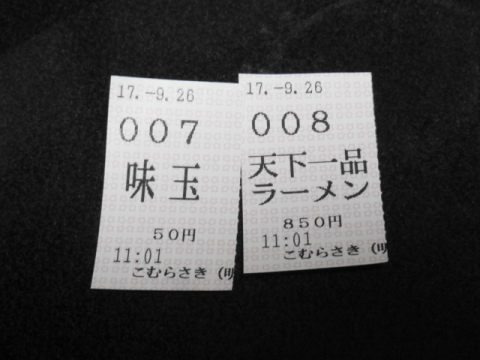 17.-9.26
007
味玉
50円
11:01
こむらさき
17.-9.26
008
天下一品
ラーメン
850円
11:01
こむらさき